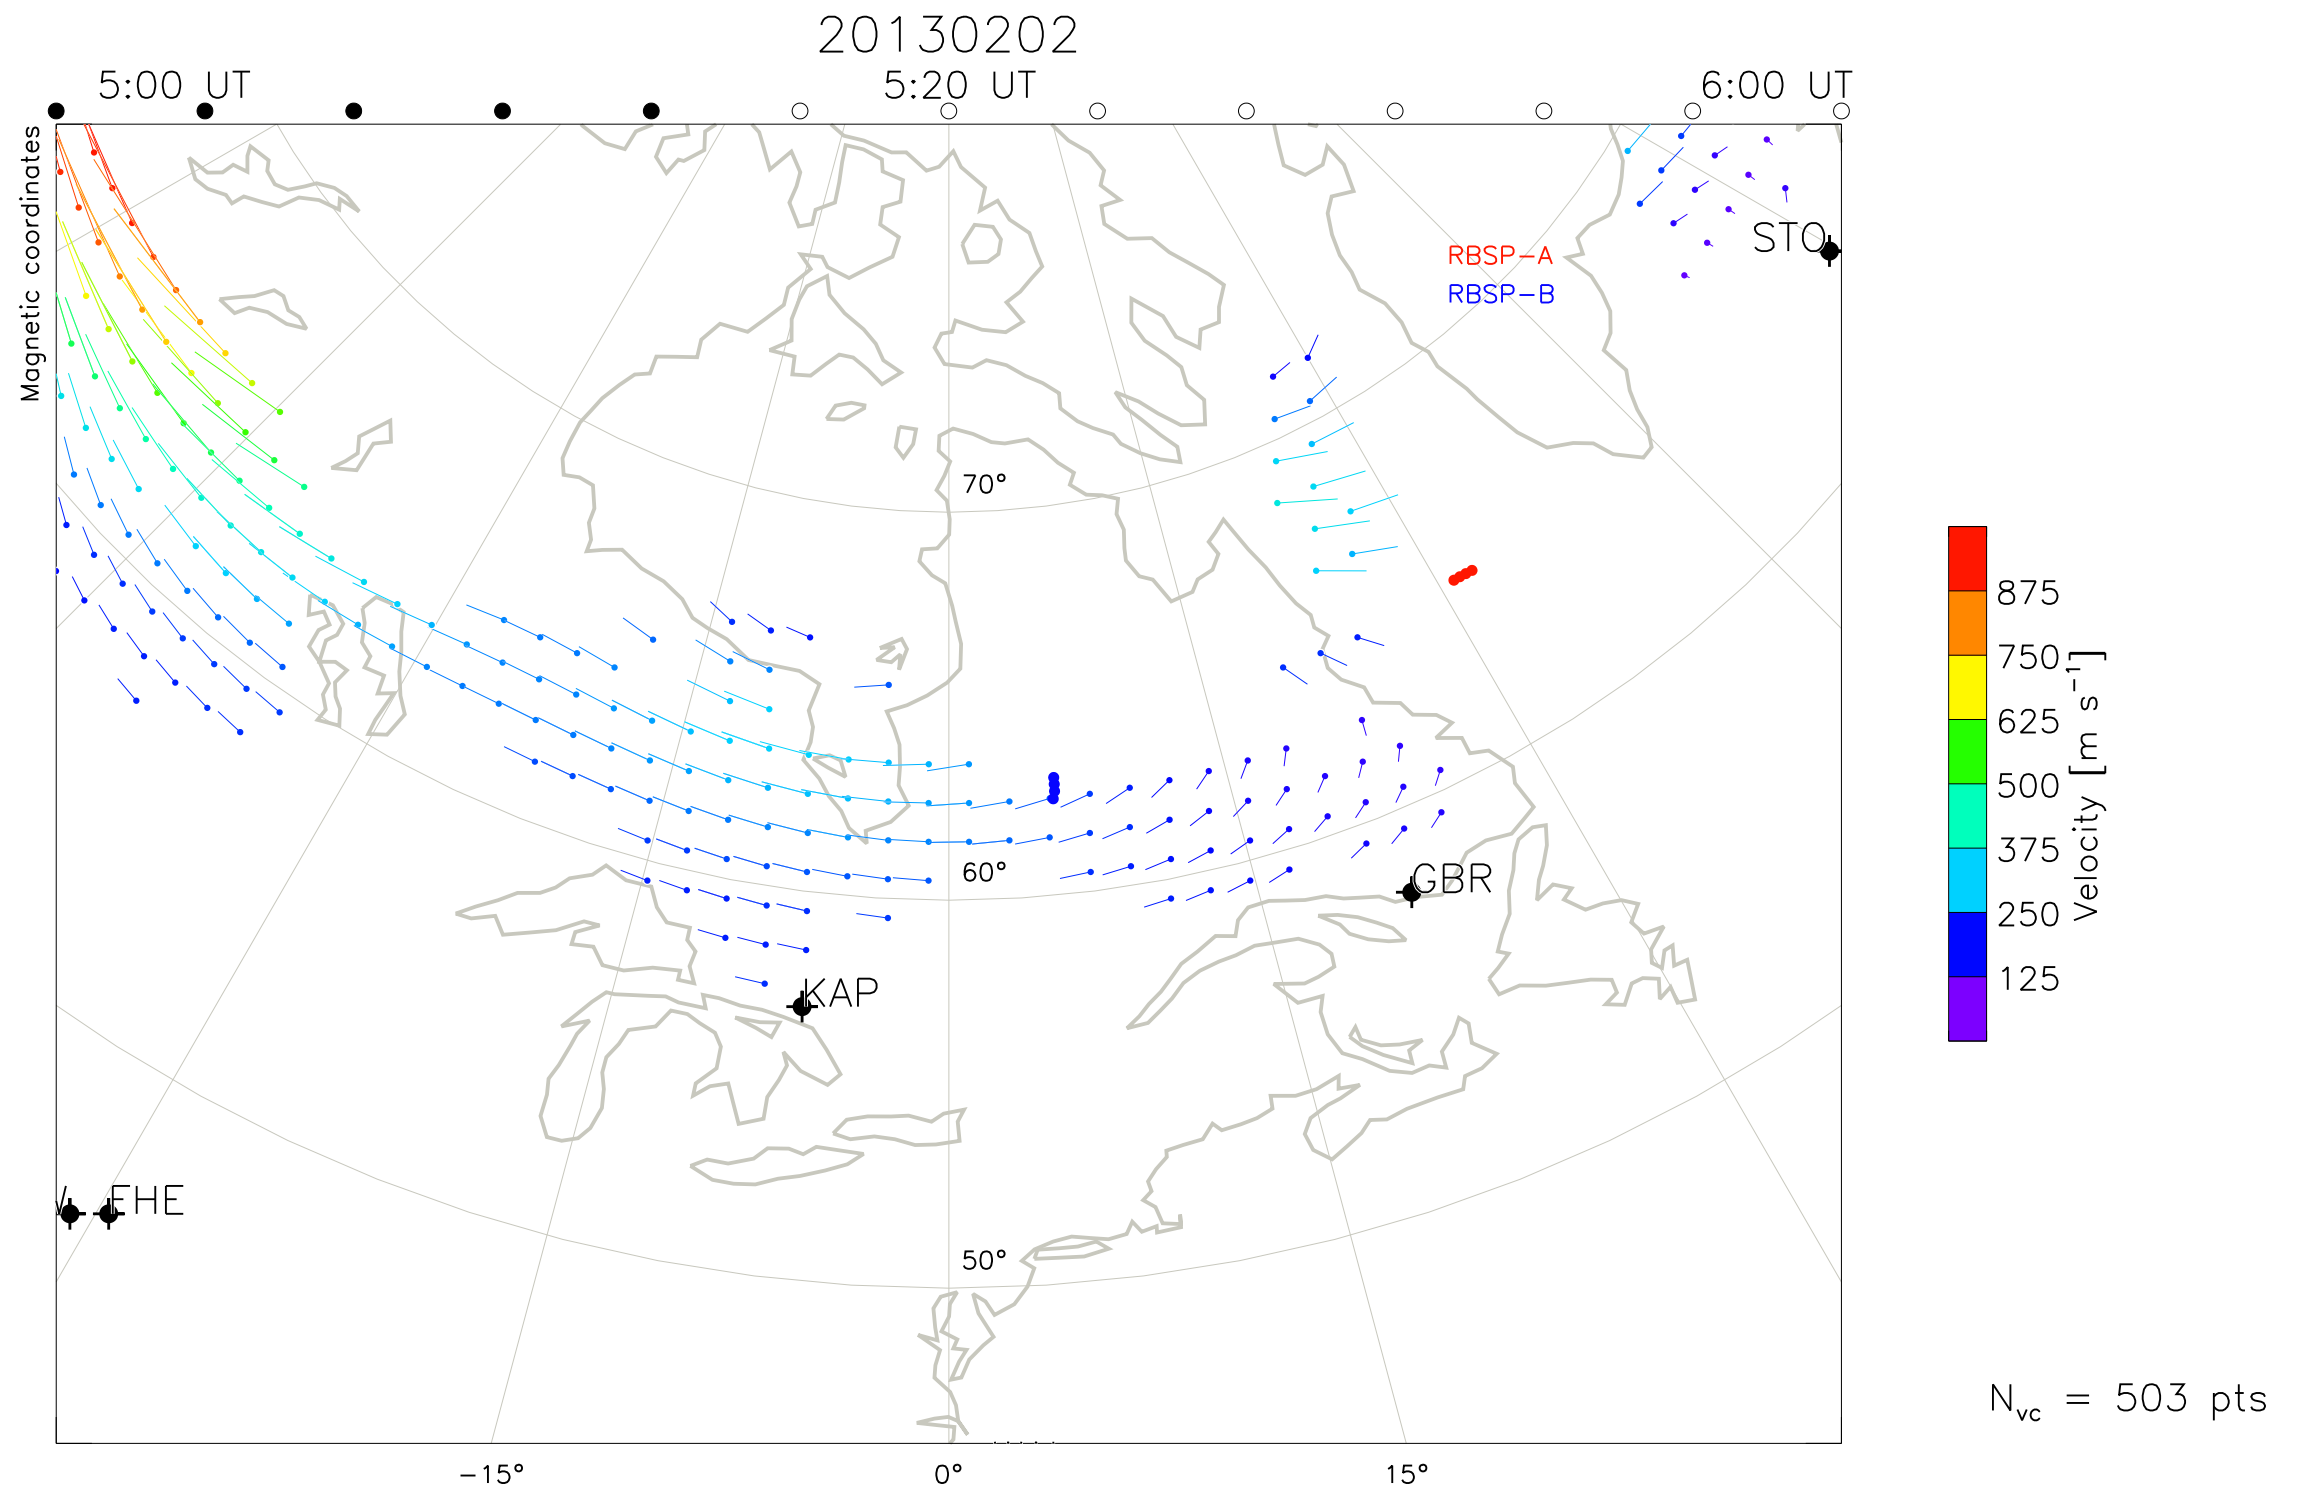 20130202
5:00 UT
5:20 UT
6:00 UT
Magnetic coordinates
STO
RBSP-A
RBSP-B
70°
60°
GBR
KAP
FHE
50°
-15°
0°
15°
875
750
625
500
375
250
125
Velocity [m s⁻¹]
Nvc = 503 pts